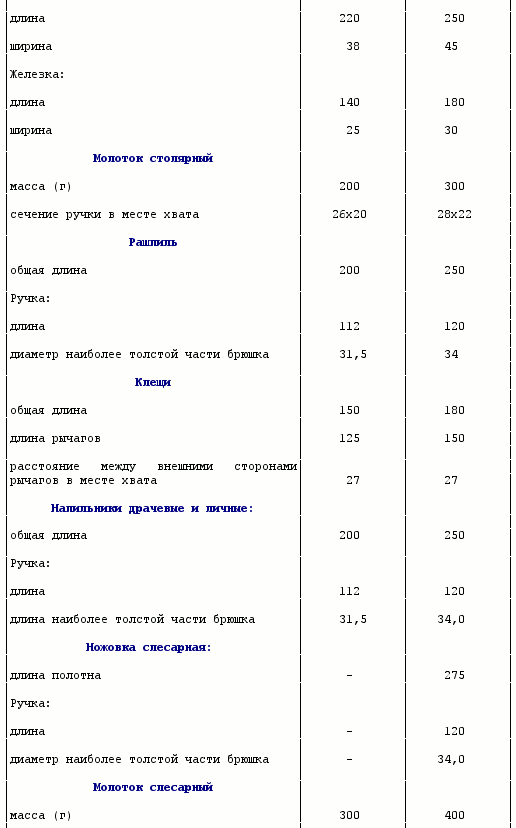 длина 220 250
ширина 38 45
Железка:
длина 140 180
ширина 25 30
Молоток столярный
масса (г) 200 300
сечение ручки в месте хвата 26х20 28х22
Рашпиль
общая длина 200 250
Ручка:
длина 112 120
диаметр наиболее толстой части брюшка 31,5 34
Клещи
общая длина 150 180
длина рычагов 125 150
расстояние между внешними сторонами
рычагов в месте хвата 27 27
Напильники драчевые и личные:
общая длина 200 250
Ручка:
длина 112 120
длина наиболее толстой части брюшка 31,5 34,0
Ножовка слесарная:
длина полотна - 275
Ручка:
длина - 120
диаметр наиболее толстой части брюшка - 34,0
Молоток слесарный
масса (г) 300 400